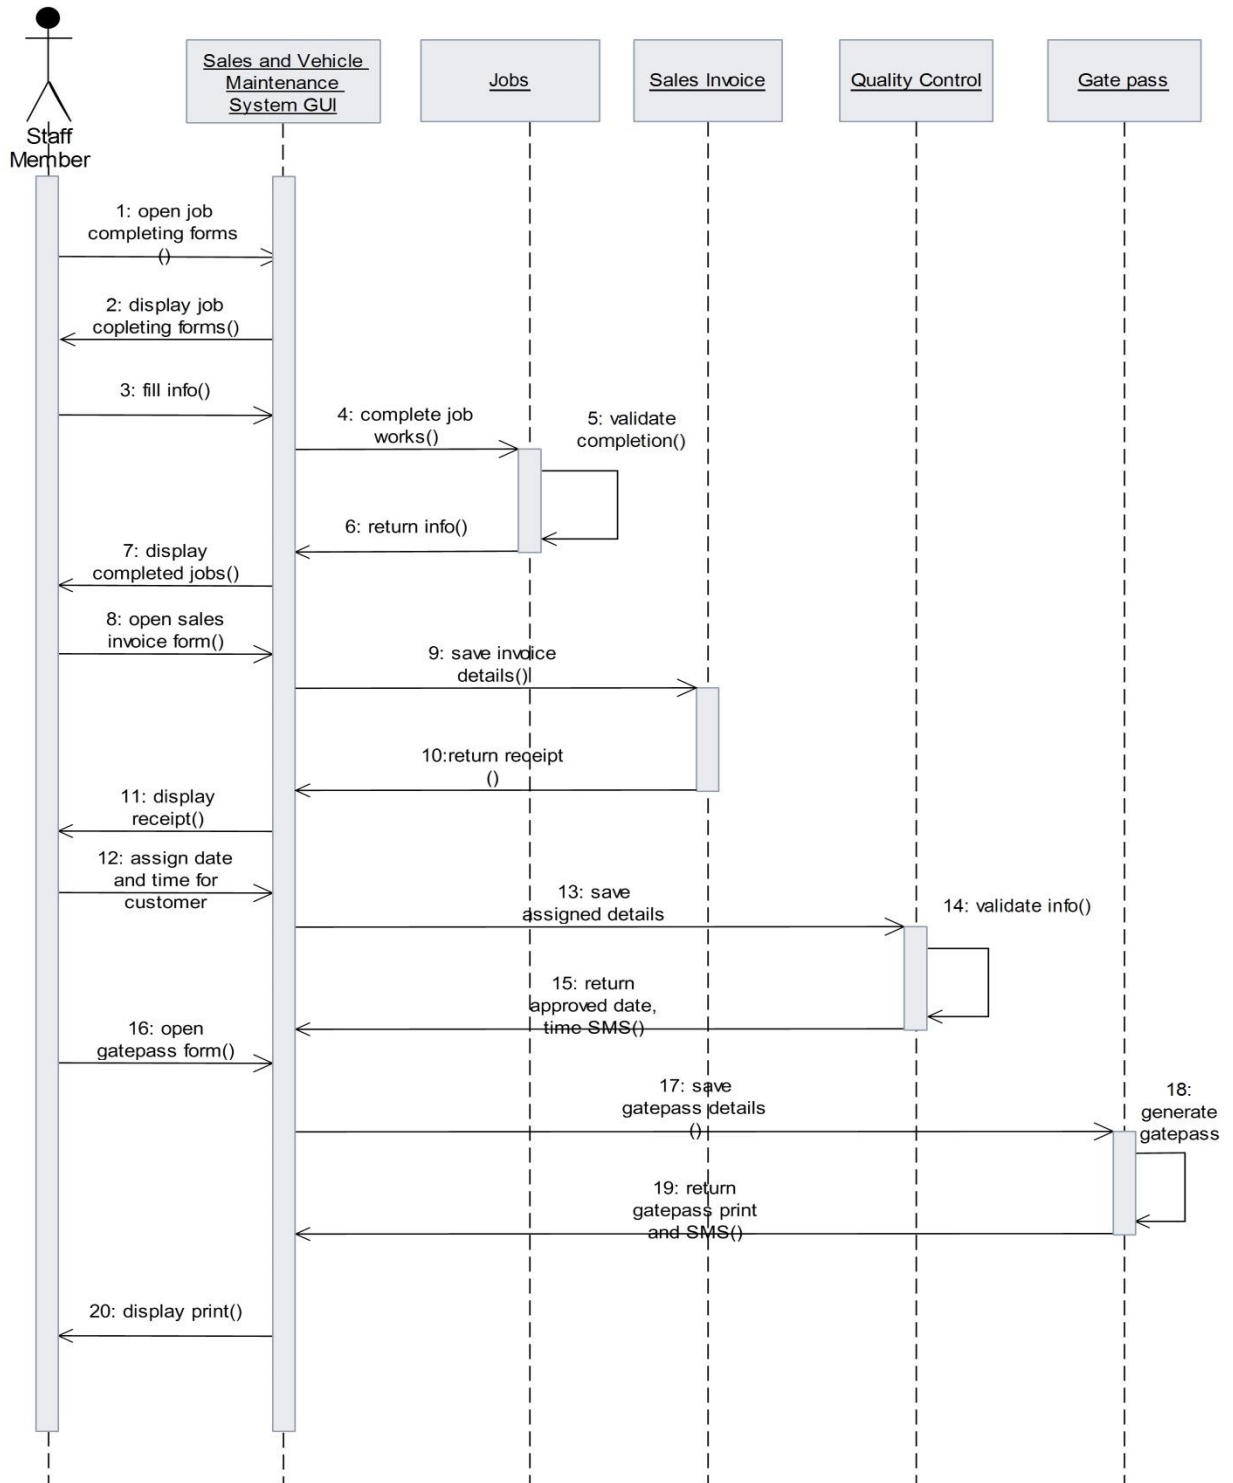 Sales and Vehicle
Maintenance
System GUI
Jobs
Sales Invoice
Quality Control
Gate pass
Staff
Member
1: open job
completing forms
()
2: display job
copleting forms()
3: fill info()
4: complete job
works()
5: validate
completion()
6: return info()
7: display
completed jobs()
8: open sales
invoice form()
9: save invoice
details()
10:return receipt
()
11: display
receipt()
12: assign date
and time for
customer
13: save
assigned details
14: validate info()
15: return
approved date,
time SMS()
16: open
gatepass form()
17: save
gatepass details
()
18:
generate
gatepass
19: return
gatepass print
and SMS()
20: display print()